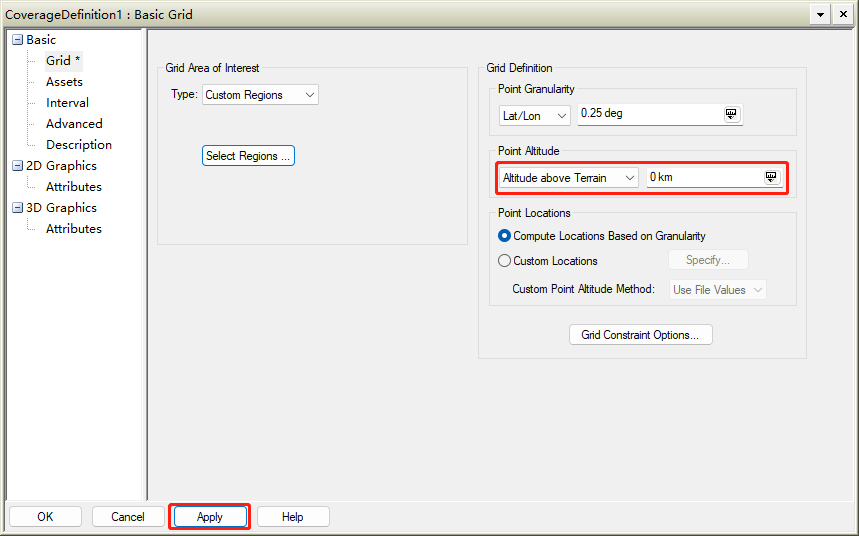 CoverageDefinition1 : Basic Grid
Basic
Grid *
Assets
Interval
Advanced
Description
2D Graphics
Attributes
3D Graphics
Attributes
Grid Area of Interest
Type: Custom Regions
Select Regions ...
Grid Definition
Point Granularity
Lat/Lon 0.25 deg
Point Altitude
Altitude above Terrain 0 km
Point Locations
Compute Locations Based on Granularity
Custom Locations Specify...
Custom Point Altitude Method: Use File Values
Grid Constraint Options...
OK Cancel Apply Help